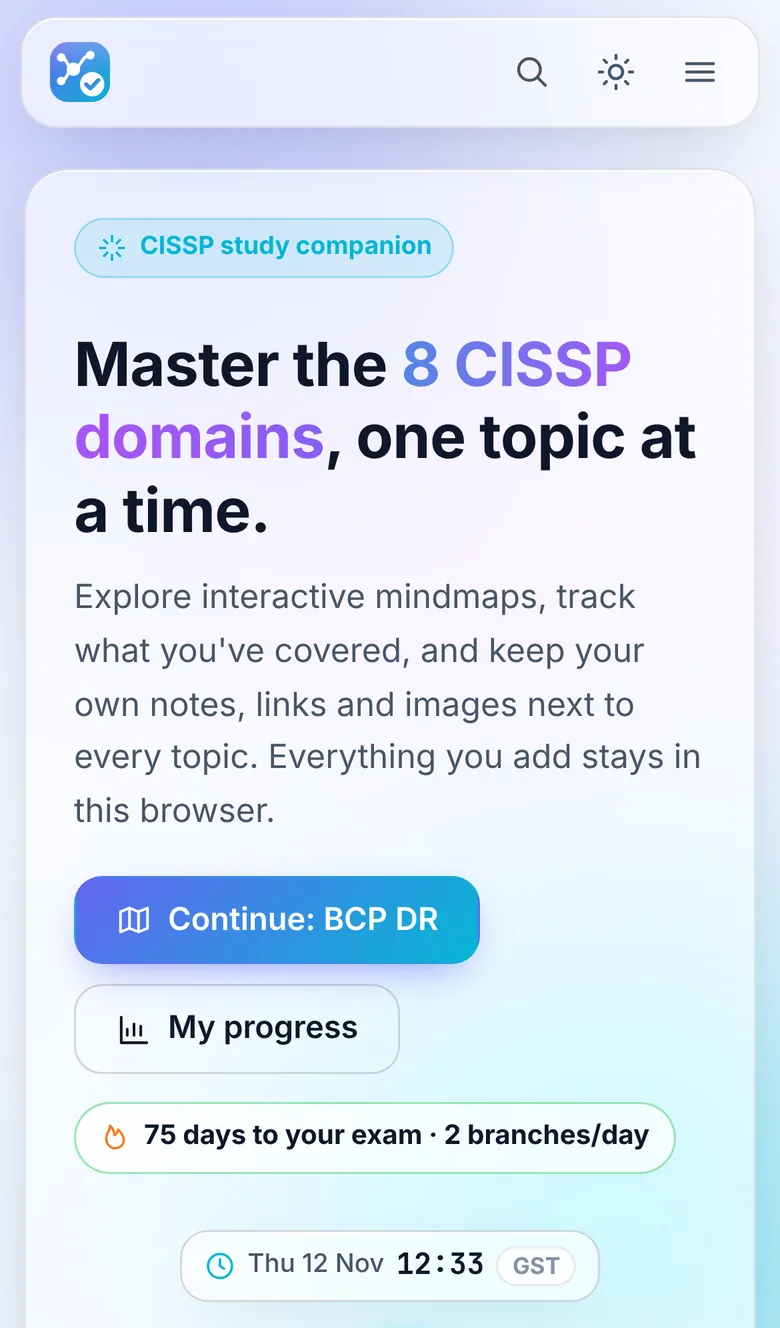 CISSP study companion
Master the 8 CISSP
domains, one topic at
a time.
Explore interactive mindmaps, track
what you've covered, and keep your
own notes, links and images next to
every topic. Everything you add stays in
this browser.
Continue: BCP DR
My progress
75 days to your exam · 2 branches/day
Thu 12 Nov 12:33 GST